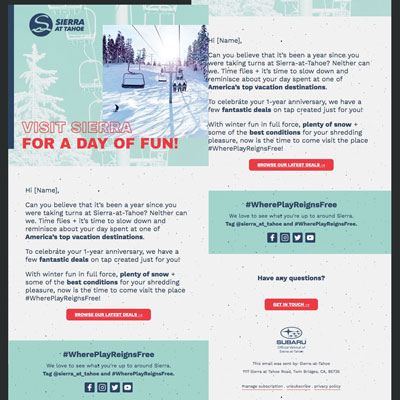 SIERRA
AT TAHOE
VISIT SIERRA
FOR A DAY OF FUN!
Hi [Name],
Can you believe that it's been a year since you
were taking turns at Sierra-at-Tahoe? Neither can
we. Time flies + it's time to slow down and
reminisce about your day spent at one of
America's top vacation destinations.
To celebrate your 1-year anniversary, we have a
few fantastic deals on tap created just for you!
With winter fun in full force, plenty of snow +
some of the best conditions for your shredding
pleasure, now is the time to come visit the place
#WherePlayReignsFree!
BROWSE OUR LATEST DEALS →
#WherePlayReignsFree
We love to see what you're up to around Sierra.
Tag @sierra_at_tahoe and #WherePlayReignsFree.
Hi [Name],
Can you believe that it's been a year since you
were taking turns at Sierra-at-Tahoe? Neither can
we. Time flies + it's time to slow down and
reminisce about your day spent at one of
America's top vacation destinations.
To celebrate your 1-year anniversary, we have a
few fantastic deals on tap created just for you!
With winter fun in full force, plenty of snow +
some of the best conditions for your shredding
pleasure, now is the time to come visit the place
#WherePlayReignsFree!
BROWSE OUR LATEST DEALS →
#WherePlayReignsFree
We love to see what you're up to around Sierra.
Tag @sierra_at_tahoe and #WherePlayReignsFree.
Have any questions?
GET IN TOUCH →
SUBARU
Official Vehicle of
Sierra-at-Tahoe
This email was sent by: Sierra-at-Tahoe
1111 Sierra at Tahoe Road, Twin Bridges, CA, 95735
manage subscription . unsubscribe . privacy policy